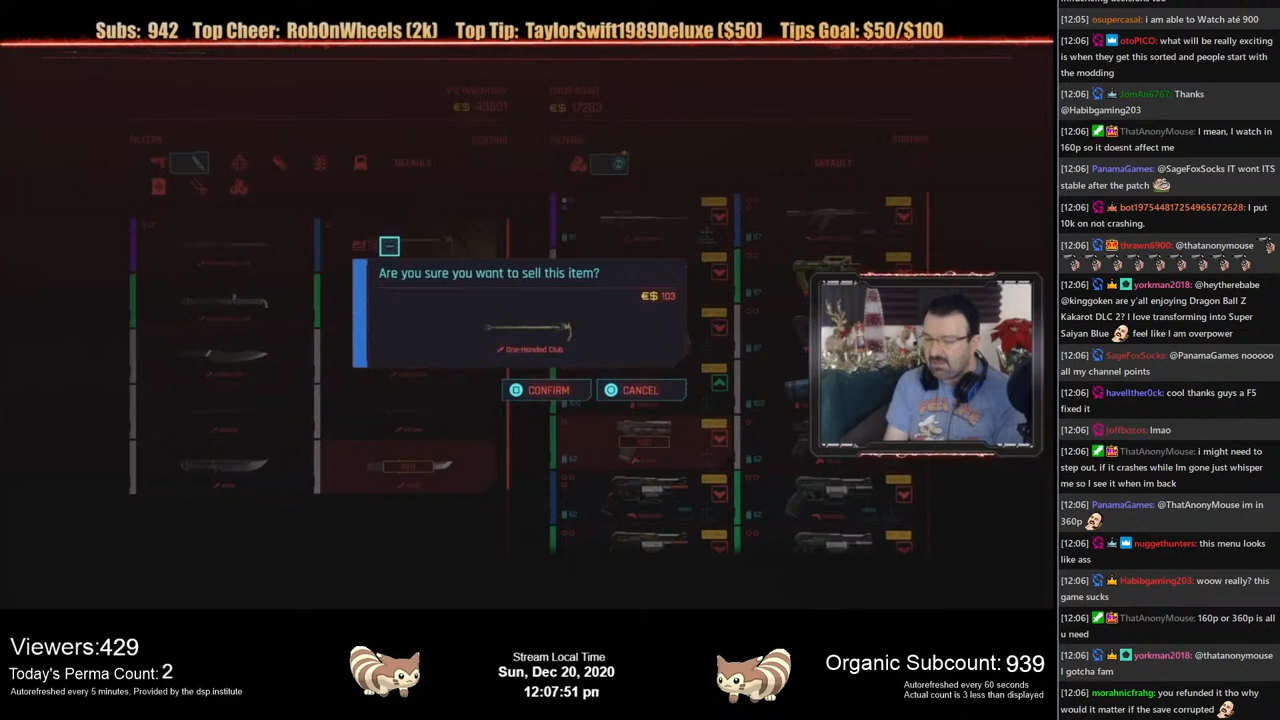 Subs: 942 Top Cheer: RobOnWheels (2k) Top Tip: TaylorSwift1989Deluxe ($50) Tips Goal: $50/$100
V'S INVENTORY
€$ 49501
DROP POINT
€$ 17283
FILTERS
FILTERS
DEFAULT
DEFAULT
Are you sure you want to sell this item?
€$ 103
One-Handed Club
CONFIRM
CANCEL
Viewers:429
Today's Perma Count: 2
Autorefreshed every 5 minutes, Provided by the dsp.institute
Stream Local Time
Sun, Dec 20, 2020
12:07:51 pm
Organic Subcount: 939
Autorefreshed every 60 seconds
Actual count is 3 less than displayed
[12:05] osupercasal: i am able to Watch até 900
[12:06] otoPICO: what will be really exciting
is when they get this sorted and people start with
the modding
[12:06] JomAn6767: Thanks
@Habibgaming203
[12:06] ThatAnonyMouse: I mean, I watch in
160p so it doesnt affect me
[12:06] PanamaGames: @SageFoxSocks IT wont ITS
stable after the patch
[12:06] bot197544817254965672628: I put
10k on not crashing.
[12:06] thrawn6900: @thatanonymouse
[12:06] yorkman2018: @heytherebabe
@kinggoken are y'all enjoying Dragon Ball Z
Kakarot DLC 2? I love transforming into Super
Saiyan Blue feel like I am overpower
[12:06] SageFoxSocks: @PanamaGames nooooo
all my channel points
[12:06] havelIther0ck: cool thanks guys a F5
fixed it
[12:06] joffbozos: lmao
[12:06] ThatAnonyMouse: i might need to
step out, if it crashes while Im gone just whisper
me so I see it when im back
[12:06] PanamaGames: @ThatAnonyMouse im in
360p
[12:06] nuggethunters: this menu looks
like ass
[12:06] Habibgaming203: woow really? this
game sucks
[12:06] ThatAnonyMouse: 160p or 360p is all
u need
[12:06] yorkman2018: @thatanonymouse
I gotcha fam
[12:06] morahnicfrahg: you refunded it tho why
would it matter if the save corrupted